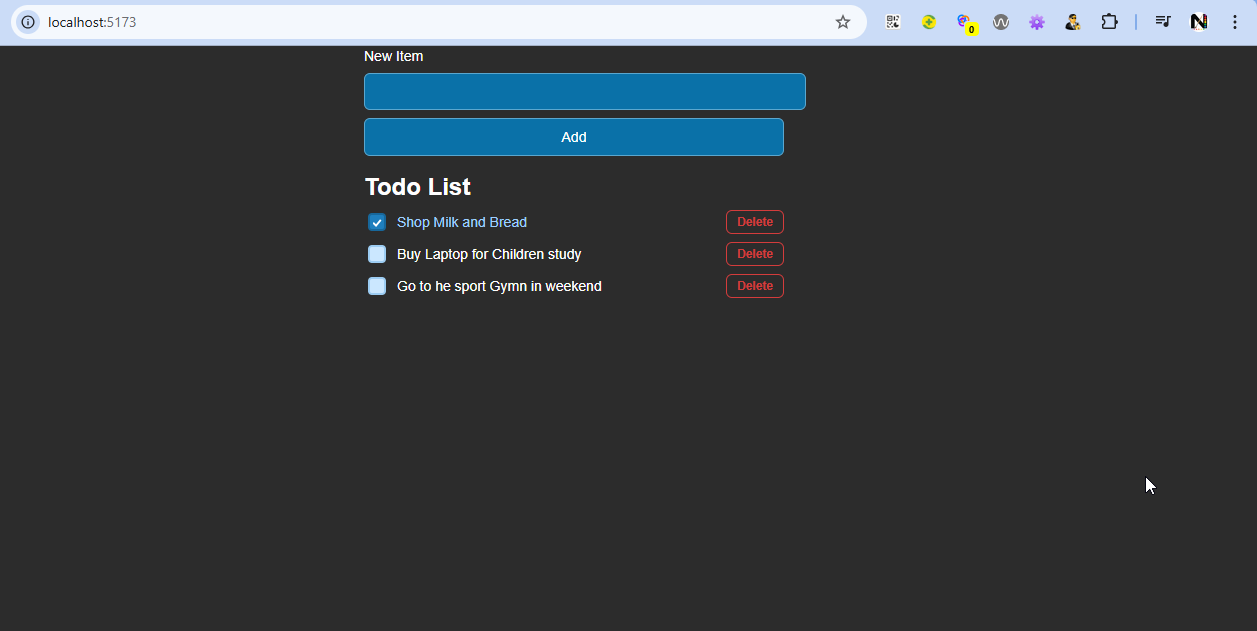 localhost:5173
0
New Item
Add
Todo List
Shop Milk and Bread Delete
Buy Laptop for Children study Delete
Go to he sport Gymn in weekend Delete